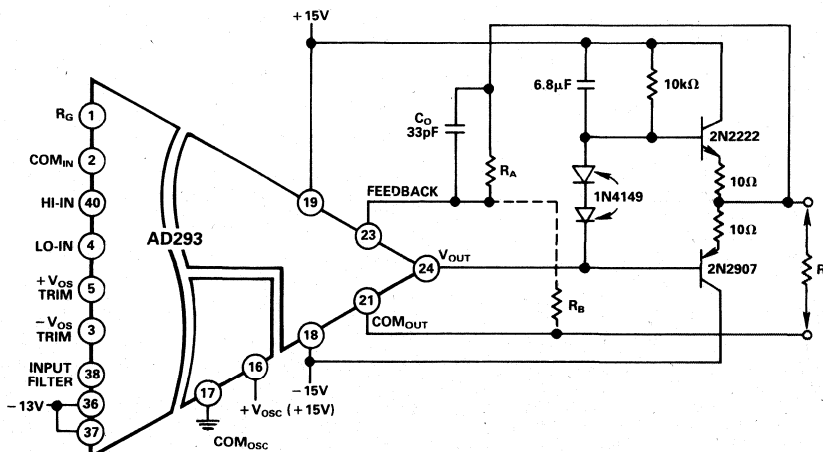 +15V
R_G 1
COM_IN 2
HI-IN 40
LO-IN 4
+V_OS TRIM 5
−V_OS TRIM 3
INPUT FILTER 38
−13V 36
37
AD293
17
COM_OSC
16
+V_OSC (+15V)
18
−15V
19
23
FEEDBACK
24
V_OUT
21
COM_OUT
C_O
33pF
R_A
R_B
6.8μF
10kΩ
1N4149
2N2222
10Ω
10Ω
2N2907
R